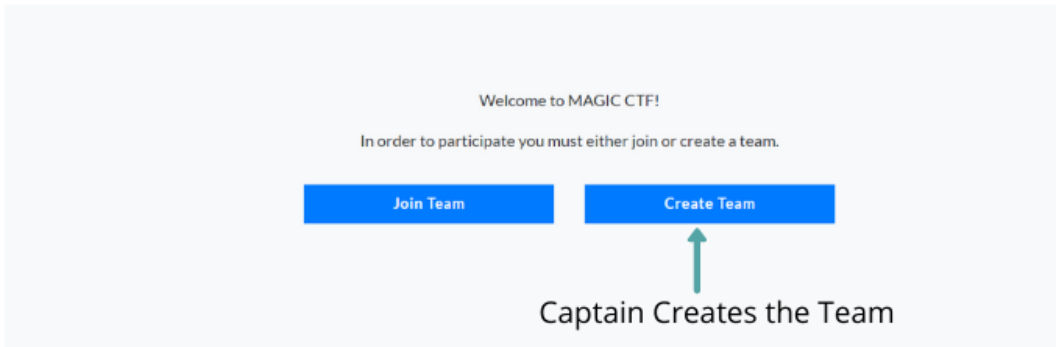 Welcome to MAGIC CTF!
In order to participate you must either join or create a team.
Join Team
Create Team
Captain Creates the Team